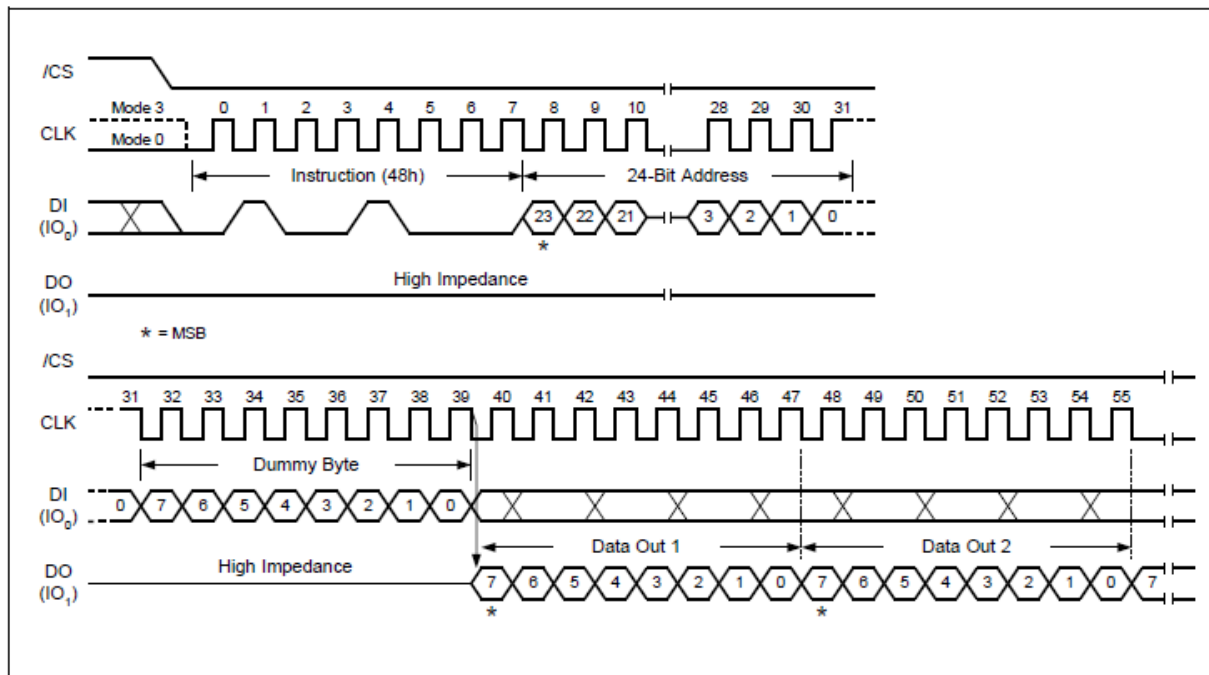 /CS
Mode 3 0 1 2 3 4 5 6 7 8 9 10 28 29 30 31
CLK
Mode 0
Instruction (48h) 24-Bit Address
DI
(IO0) 23 22 21 3 2 1 0
*
High Impedance
DO
(IO1)
* = MSB
/CS
31 32 33 34 35 36 37 38 39 40 41 42 43 44 45 46 47 48 49 50 51 52 53 54 55
CLK
Dummy Byte
DI
(IO0) 0 7 6 5 4 3 2 1 0
Data Out 1 Data Out 2
High Impedance
DO
(IO1) 7 6 5 4 3 2 1 0 7 6 5 4 3 2 1 0 7
* *